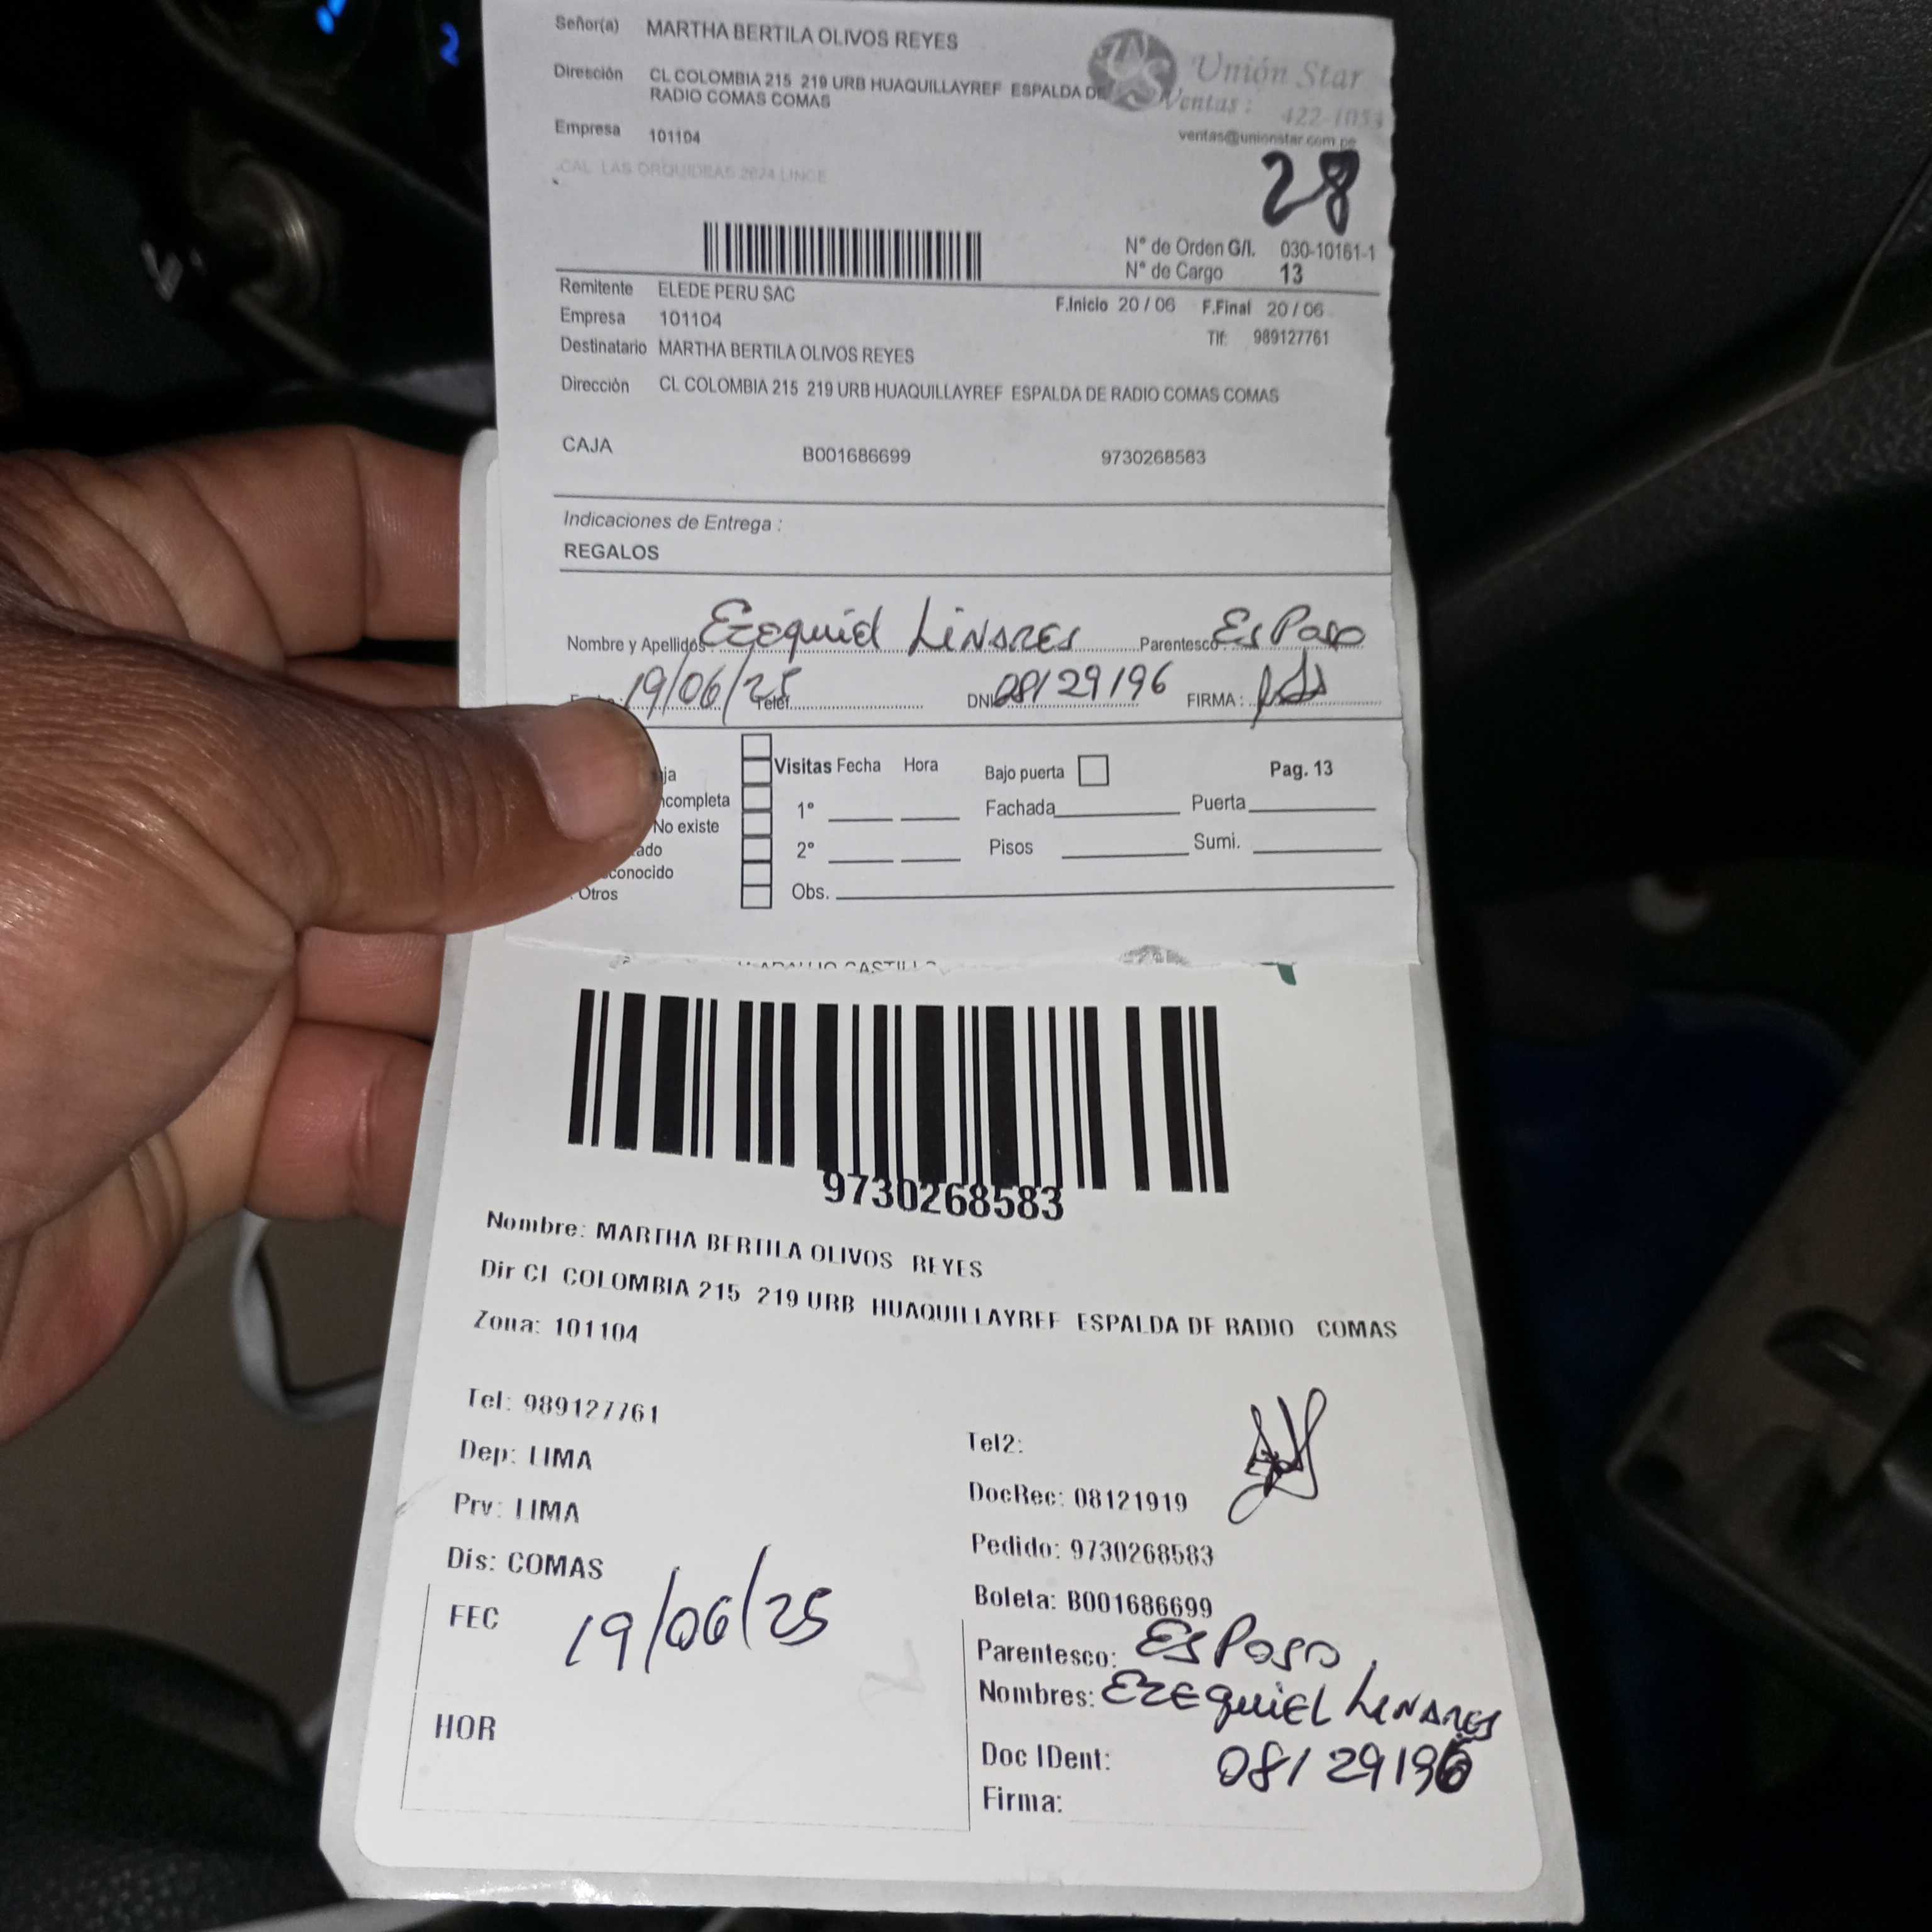 Señor(a) MARTHA BERTILA OLIVOS REYES
Unión Star
Dirección CL COLOMBIA 215 219 URB HUAQUILLAYREF ESPALDA DE
RADIO COMAS COMAS
Ventas: 422-1054
Empresa 101104
ventas@unionstar.com.pe
CAL. LAS ORQUIDEAS 2674 LINCE
28
N° de Orden G/I. 030-10161-1
N° de Cargo 13
Remitente ELEDE PERU SAC
F.Inicio 20 / 06 F.Final 20 / 06
Empresa 101104
Tlf: 989127761
Destinatario MARTHA BERTILA OLIVOS REYES
Dirección CL COLOMBIA 215 219 URB HUAQUILLAYREF ESPALDA DE RADIO COMAS COMAS
CAJA B001686699 9730268583
Indicaciones de Entrega :
REGALOS
Nombre y Apellidos Ezequiel LINARES Parentesco: EsPoso
19/06/25 Telef. DNI 08129196 FIRMA :
Visitas Fecha Hora Bajo puerta Pag. 13
1° Fachada Puerta
No existe
2° Pisos Sumi.
Otros Obs.
9730268583
Nombre: MARTHA BERTILA OLIVOS REYES
Dir CL COLOMBIA 215 219 URB HUAQUILLAYREF ESPALDA DE RADIO COMAS
Zona: 101104
Tel: 989127761
Tel2:
Dep: LIMA
DocRec: 08121919
Prv: LIMA
Pedido: 9730268583
Dis: COMAS
Boleta: B001686699
FEC 19/06/25
Parentesco: EsPoso
Nombres: EzEquiEL LINARES
HOR
Doc IDent: 08129196
Firma: